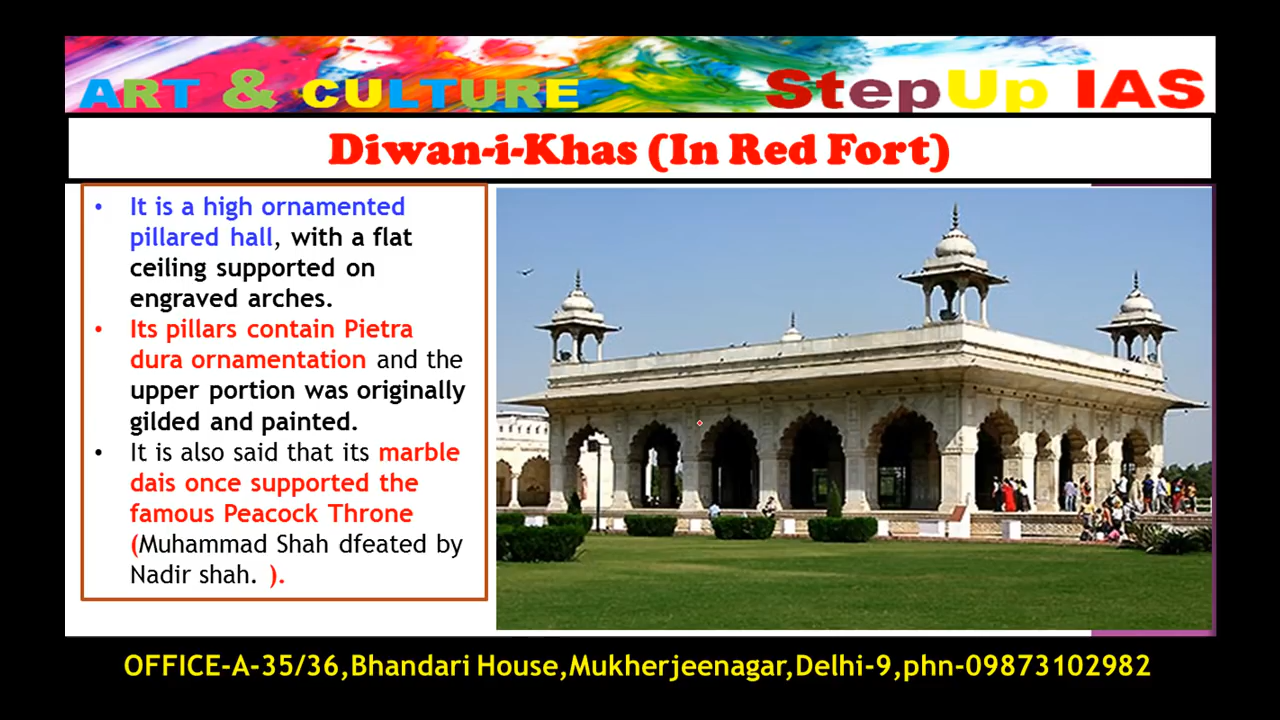 ART & CULTURE
StepUp IAS
Diwan-i-Khas (In Red Fort)
• It is a high ornamented
pillared hall, with a flat
ceiling supported on
engraved arches.
• Its pillars contain Pietra
dura ornamentation and the
upper portion was originally
gilded and painted.
• It is also said that its marble
dais once supported the
famous Peacock Throne
(Muhammad Shah dfeated by
Nadir shah. ).
OFFICE-A-35/36,Bhandari House,Mukherjeenagar,Delhi-9,phn-09873102982